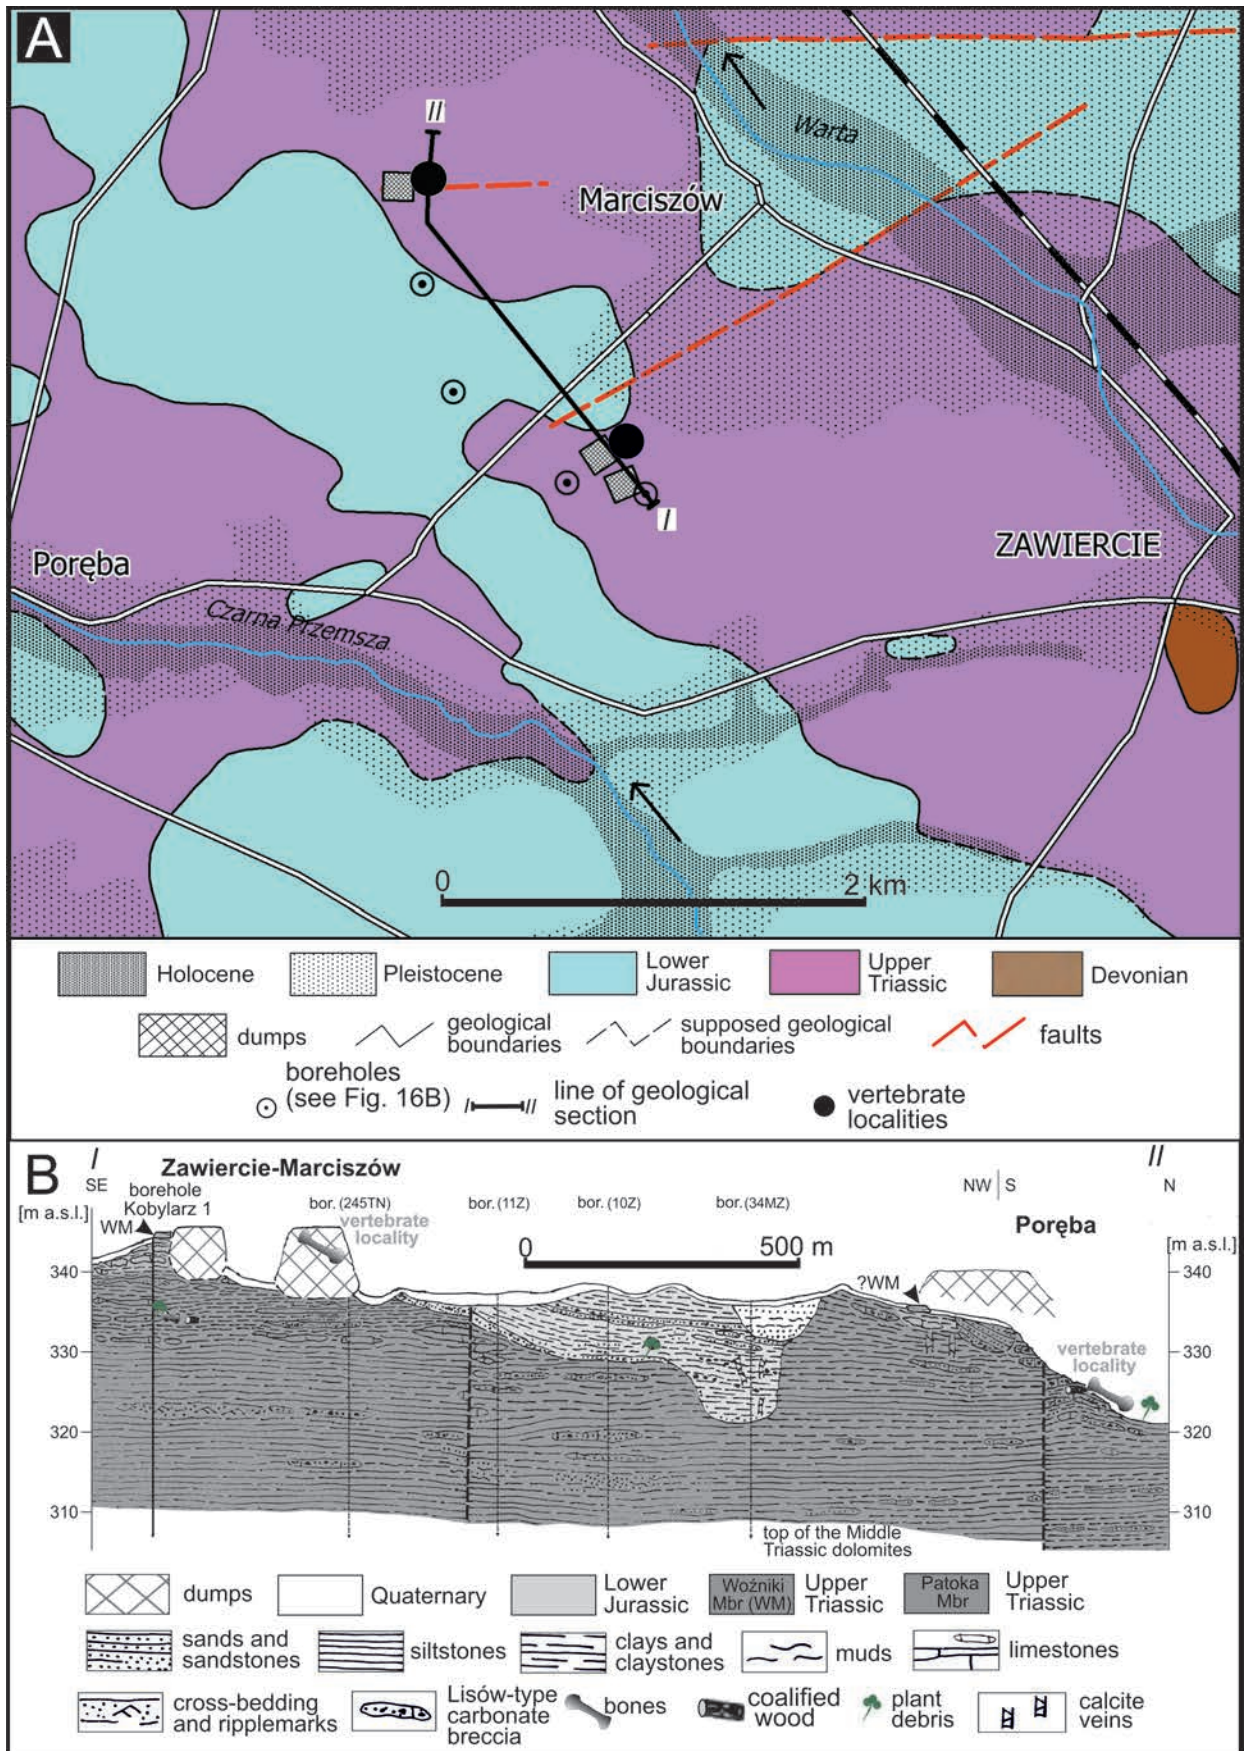 A
II
Warta
Marciszów
I
ZAWIERCIE
Poręba
Czarna Przemsza
0
2 km
Holocene
Pleistocene
Lower
Jurassic
Upper
Triassic
Devonian
dumps
geological
boundaries
supposed geological
boundaries
faults
boreholes
(see Fig. 16B)
I
II
line of geological
section
vertebrate
localities
B
I
SE
Zawiercie-Marciszów
II
borehole
Kobylarz 1
bor. (245TN)
bor. (11Z)
bor. (10Z)
bor. (34MZ)
NW
S
N
[m a.s.l.]
WM
vertebrate
locality
0
500 m
Poręba
[m a.s.l.]
?WM
340
340
330
330
vertebrate
locality
320
320
310
310
top of the Middle
Triassic dolomites
dumps
Quaternary
Lower
Jurassic
Woźniki
Mbr (WM)
Upper
Triassic
Patoka
Mbr
Upper
Triassic
sands and
sandstones
siltstones
clays and
claystones
muds
limestones
cross-bedding
and ripplemarks
Lisów-type
carbonate
breccia
bones
coalified
wood
plant
debris
calcite
veins